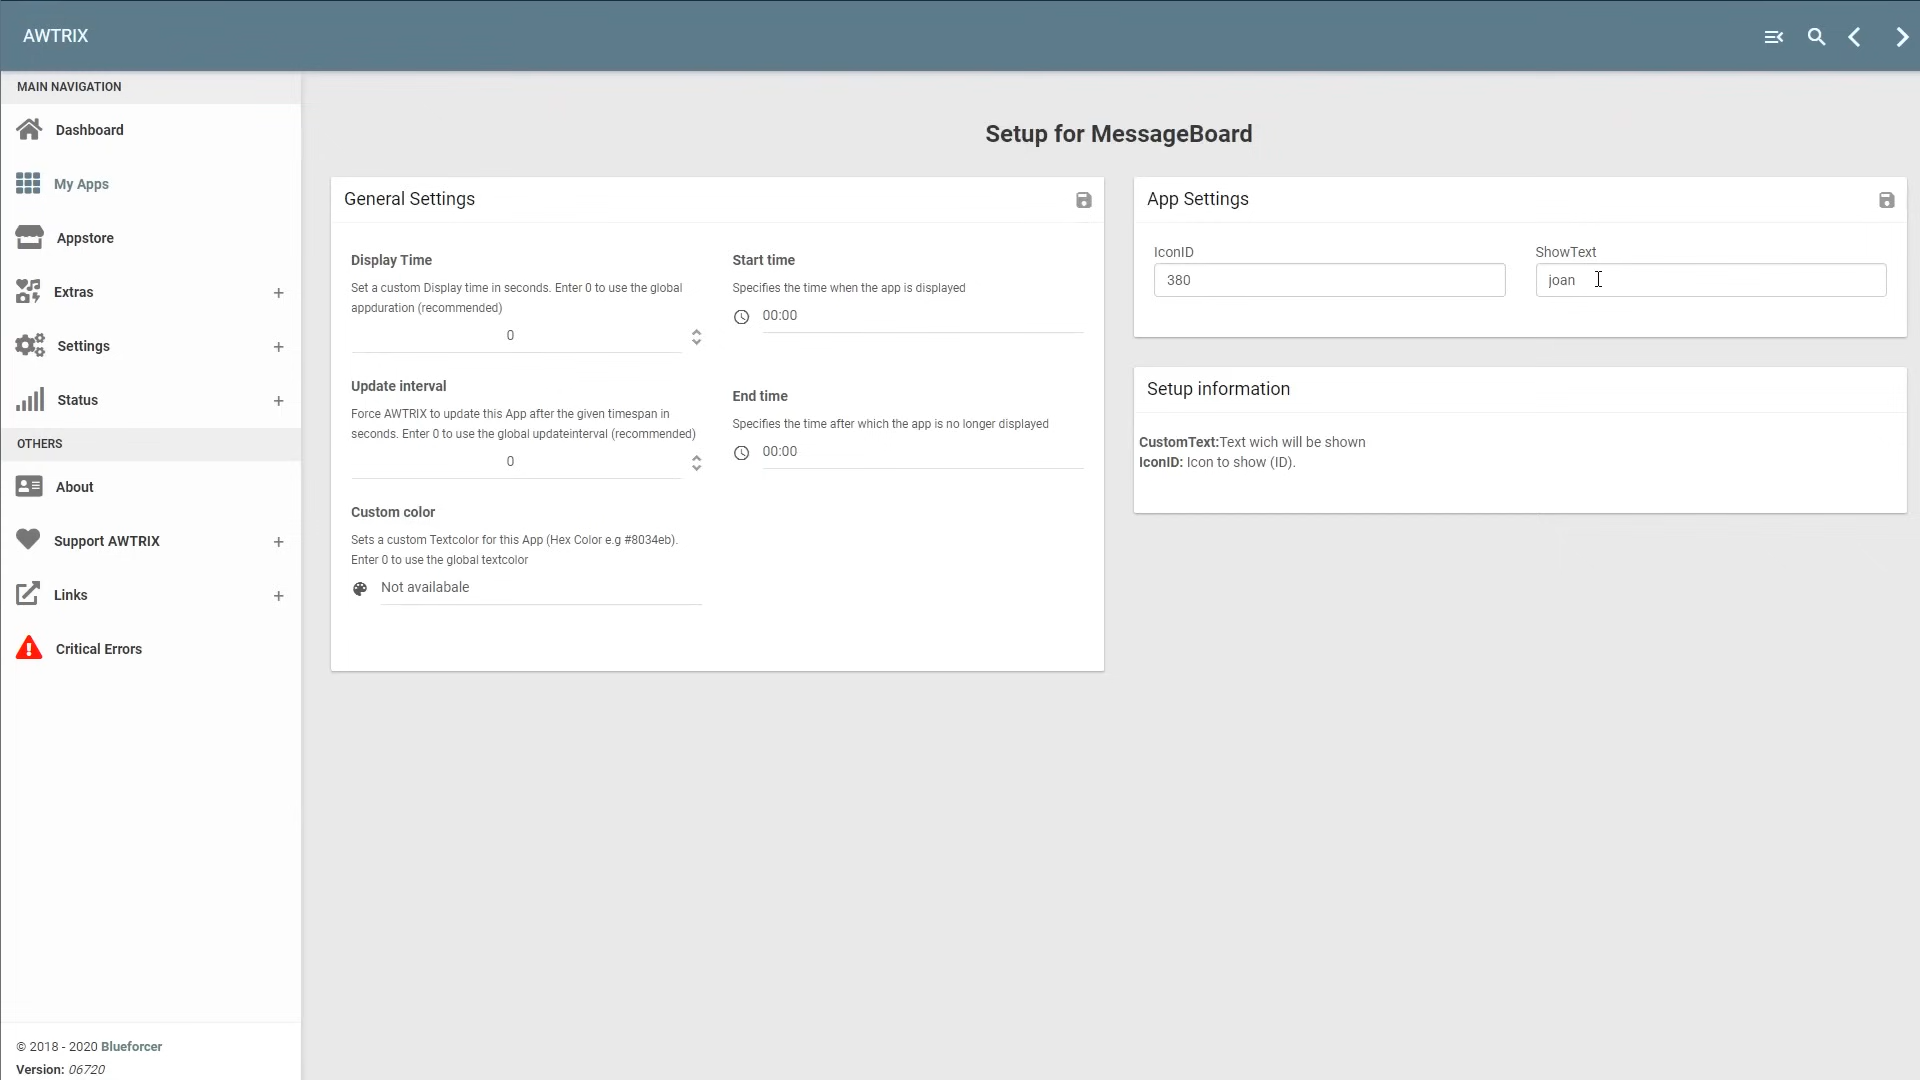 AWTRIX
MAIN NAVIGATION
Dashboard
My Apps
Appstore
Extras +
Settings +
Status +
OTHERS
About
Support AWTRIX +
Links +
Critical Errors
© 2018 - 2020 Blueforcer
Version: 06720
Setup for MessageBoard
General Settings
Display Time
Set a custom Display time in seconds. Enter 0 to use the global
appduration (recommended)
0
Update interval
Force AWTRIX to update this App after the given timespan in
seconds. Enter 0 to use the global updateinterval (recommended)
0
Custom color
Sets a custom Textcolor for this App (Hex Color e.g #8034eb).
Enter 0 to use the global textcolor
Not availabale
Start time
Specifies the time when the app is displayed
00:00
End time
Specifies the time after which the app is no longer displayed
00:00
App Settings
IconID
380
ShowText
joan
Setup information
CustomText:Text wich will be shown
IconID: Icon to show (ID).